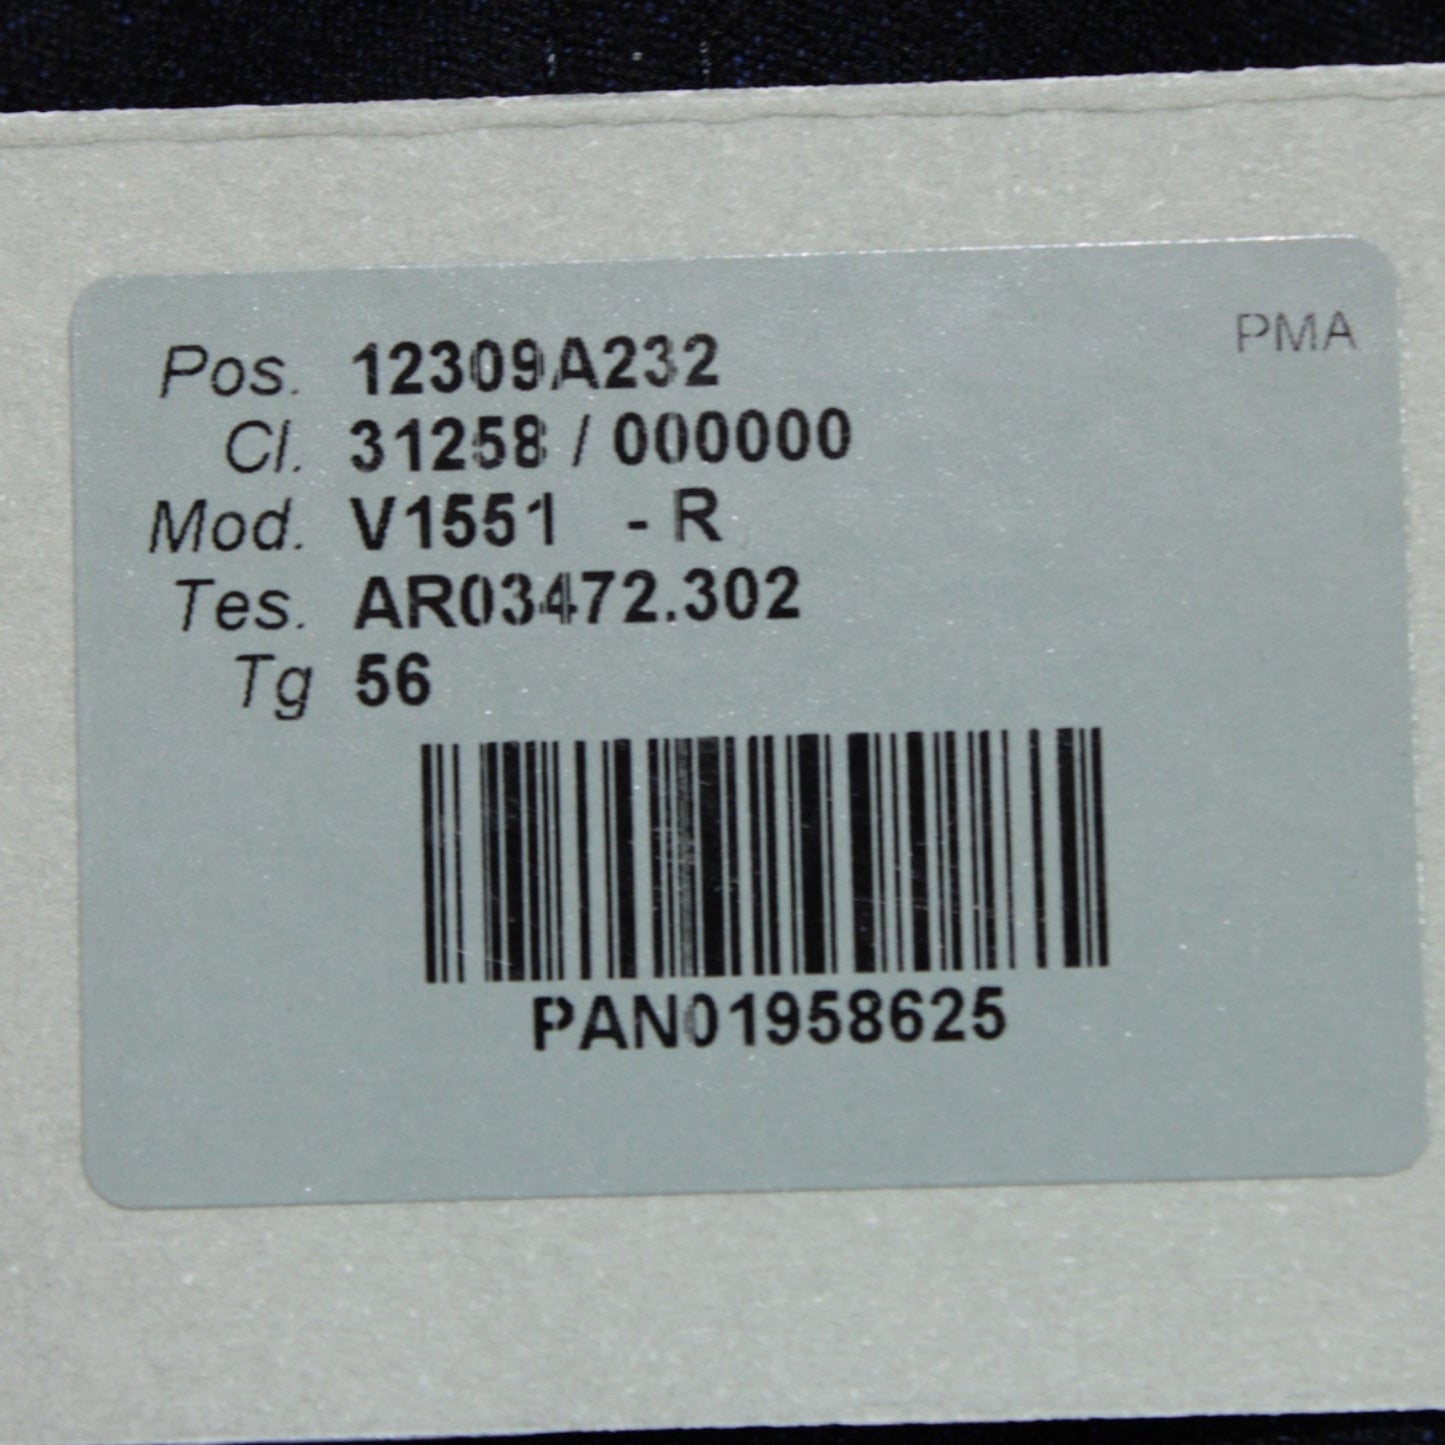 PMA
Pos. 12309A232
Cl. 31258 / 000000
Mod. V1551 - R
Tes. AR03472.302
Tg 56
PAN01958625